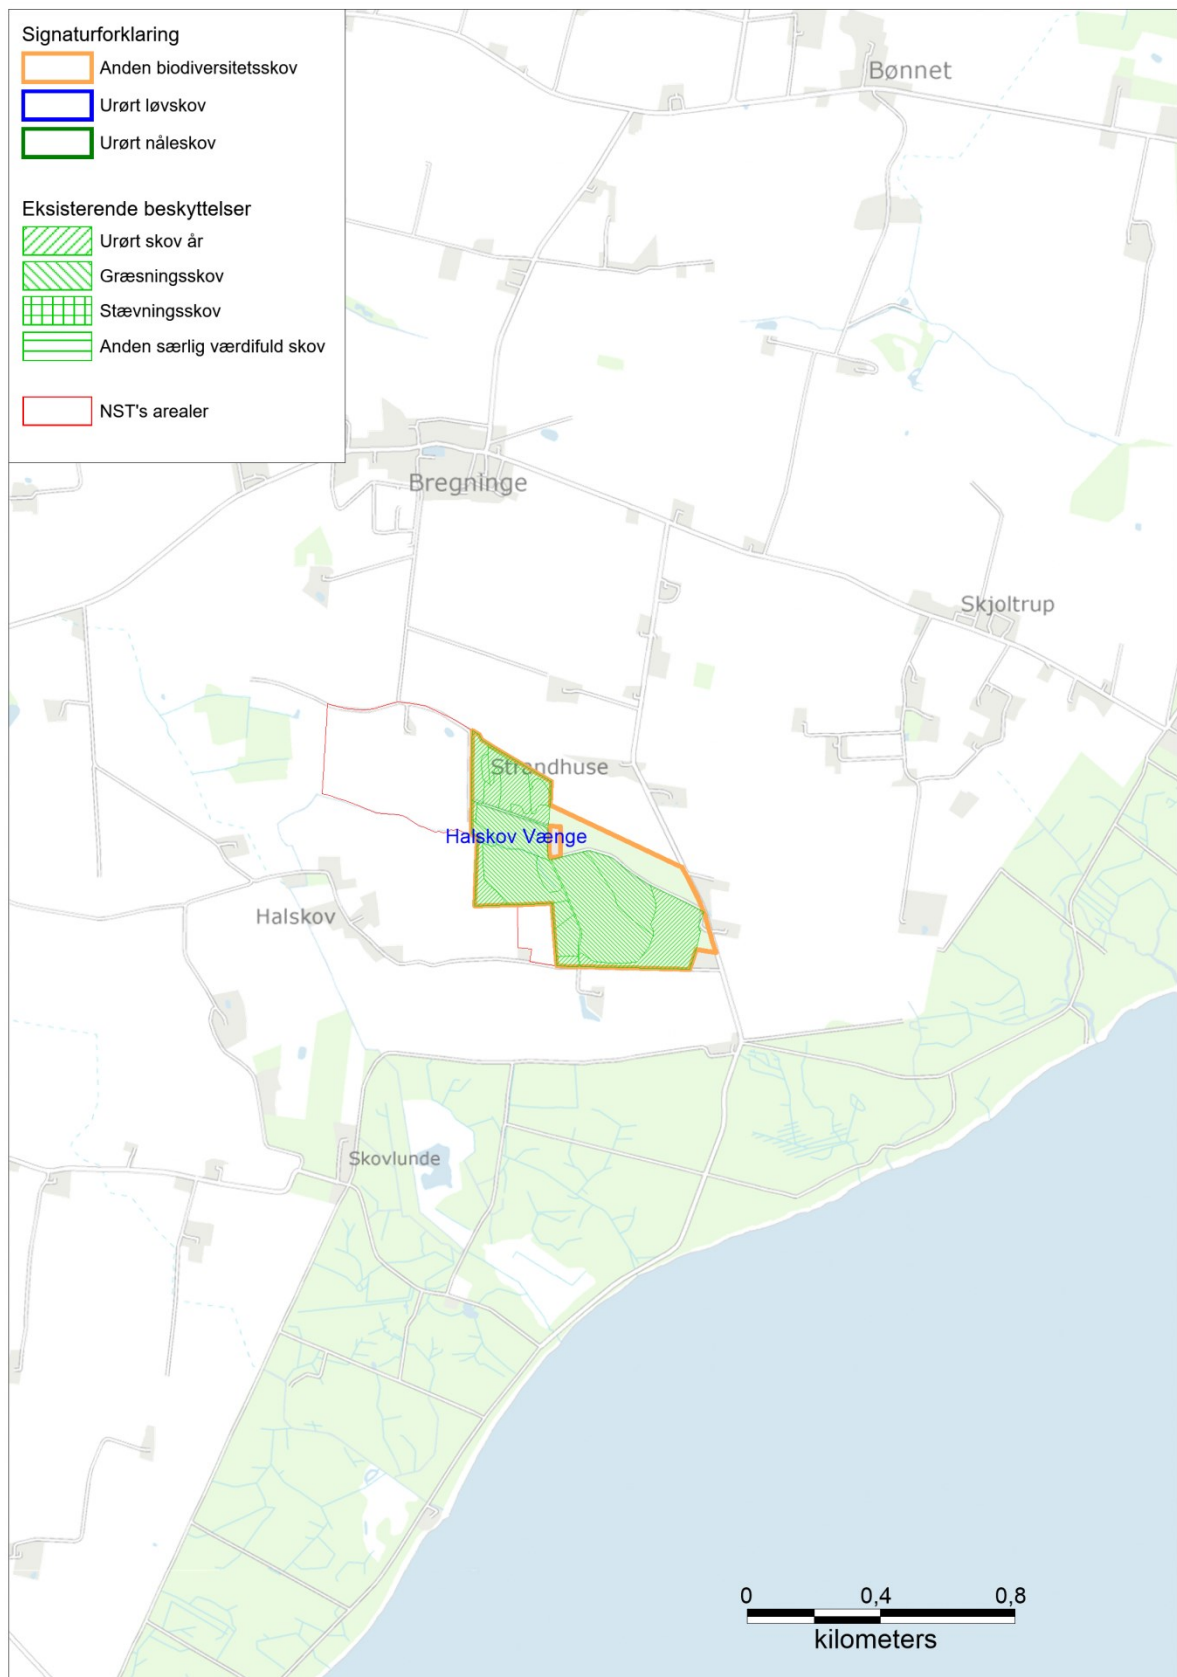 Signaturforklaring
Anden biodiversitetsskov
Urørt løvskov
Urørt nåleskov
Eksisterende beskyttelser
Urørt skov år
Græsningsskov
Stævningsskov
Anden særlig værdifuld skov
NST's arealer
Bønnet
Bregninge
Skjoltrup
Strandhuse
Halskov Vænge
Halskov
Skovlunde
0 0,4 0,8
kilometers